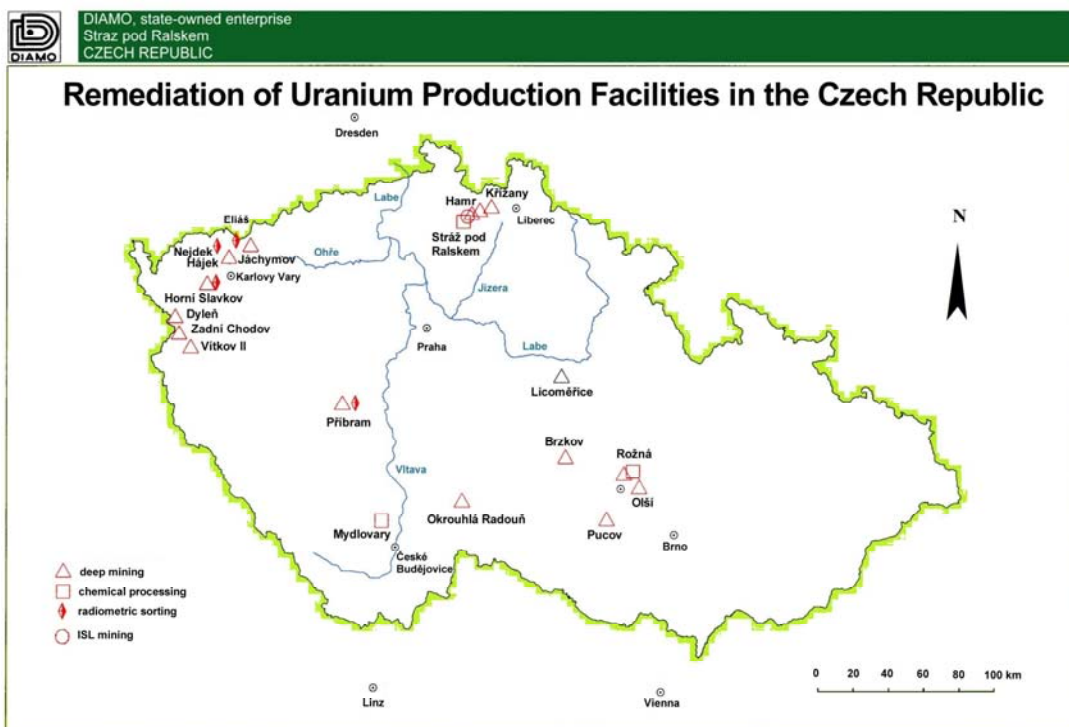 DIAMO
DIAMO, state-owned enterprise
Straz pod Ralskem
CZECH REPUBLIC
Remediation of Uranium Production Facilities in the Czech Republic
Dresden
Labe
Křižany
Hamr
Liberec
Stráž pod
Ralskem
N
Eliáš
Nejdek
Hájek
Jáchymov
Ohře
Karlovy Vary
Jizera
Horní Slavkov
Dyleň
Zadní Chodov
Vítkov II
Praha
Labe
Licoměřice
Příbram
Brzkov
Rožná
Vltava
Olší
Okrouhlá Radouň
Mydlovary
Pucov
Brno
České
Budějovice
deep mining
chemical processing
radiometric sorting
ISL mining
0 20 40 60 80 100 km
Linz
Vienna